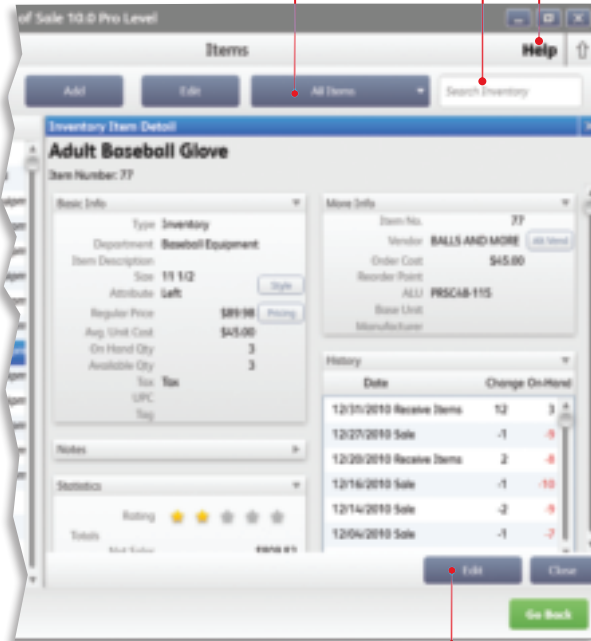 of Sale 10.0 Pro Level
Items
Help
Add
Edit
All Items
Search Inventory
Inventory Item Detail
Adult Baseball Glove
Item Number: 77
Basic Info
Type Inventory
Department Baseball Equipment
Item Description
Size 11 1/2
Style
Attribute Left
Regular Price $89.98 Pricing
Avg. Unit Cost $45.00
On Hand Qty 3
Available Qty 3
Tax Tax
UPC
Tag
Notes
Statistics
Rating
Totals
Net Sales
More Info
Item No. 77
Vendor BALLS AND MORE Alt Vend
Order Cost $45.00
Reorder Point
ALU PRSC48-115
Base Unit
Manufacturer
History
Date Change On-Hand
12/31/2010 Receive Items 12 3
12/27/2010 Sale -1 -9
12/20/2010 Receive Items 2 -8
12/16/2010 Sale -1 -10
12/14/2010 Sale -2 -9
12/04/2010 Sale -1 -7
Edit
Close
Go Back